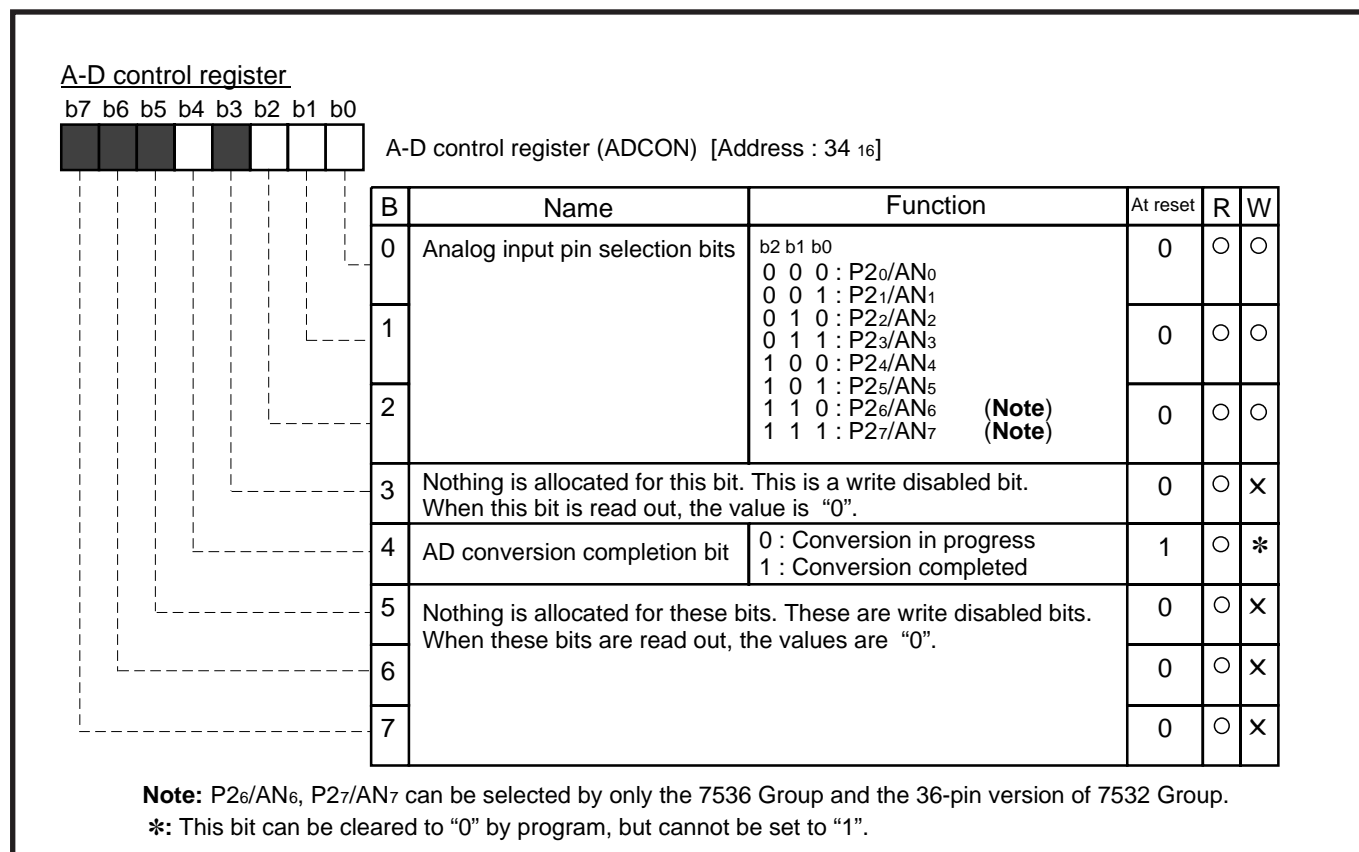 A-D control register
b7 b6 b5 b4 b3 b2 b1 b0
A-D control register (ADCON) [Address : 34 16]
B Name Function At reset R W
0 Analog input pin selection bits b2 b1 b0 0 ○ ○
0 0 0 : P20/AN0
0 0 1 : P21/AN1
1 0 1 0 : P22/AN2 0 ○ ○
0 1 1 : P23/AN3
1 0 0 : P24/AN4
1 0 1 : P25/AN5
2 1 1 0 : P26/AN6 (Note) 0 ○ ○
1 1 1 : P27/AN7 (Note)
3 Nothing is allocated for this bit. This is a write disabled bit. 0 ○ ×
When this bit is read out, the value is “0”.
4 AD conversion completion bit 0 : Conversion in progress 1 ○ ✻
1 : Conversion completed
5 Nothing is allocated for these bits. These are write disabled bits. 0 ○ ×
When these bits are read out, the values are “0”.
6 0 ○ ×
7 0 ○ ×
Note: P26/AN6, P27/AN7 can be selected by only the 7536 Group and the 36-pin version of 7532 Group.
✻: This bit can be cleared to “0” by program, but cannot be set to “1”.